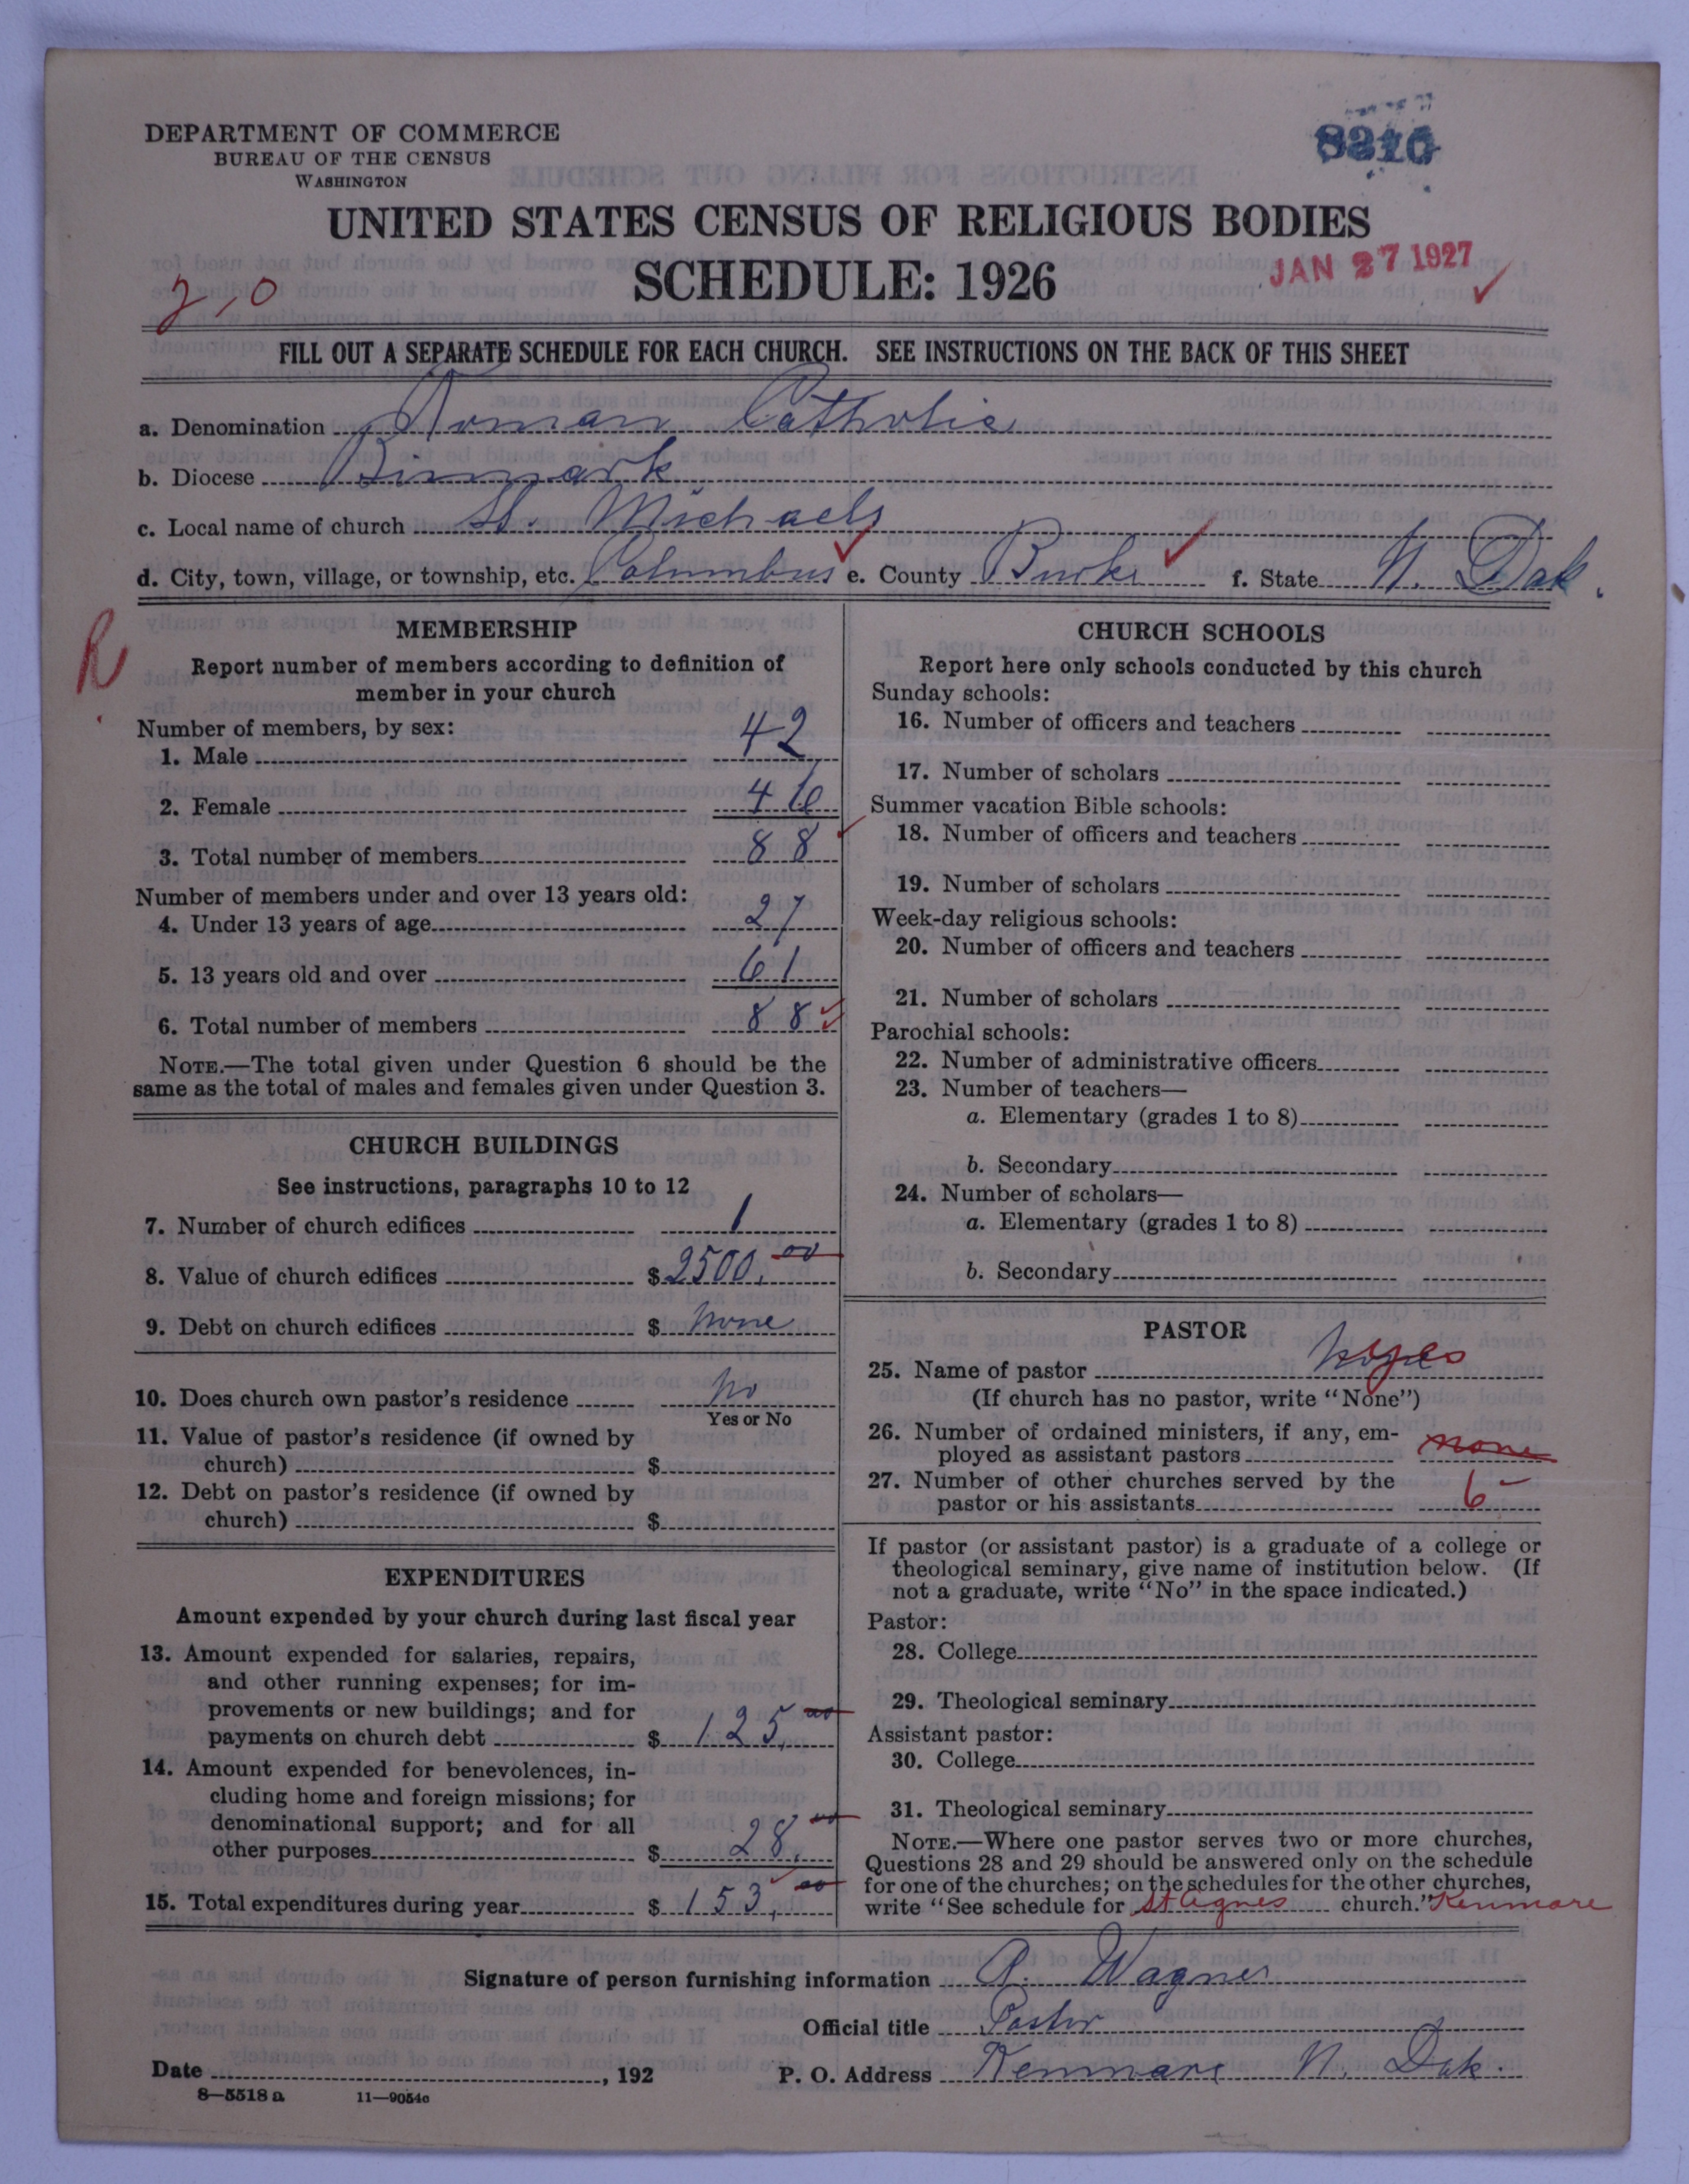 DEPARTMENT OF COMMERCE
BUREAU OF THE CENSUS
WASHINGTON
UNITED STATES CENSUS OF RELIGIOUS BODIES
SCHEDULE: 1926
JAN 27 1927
FILL OUT A SEPARATE SCHEDULE FOR EACH CHURCH. SEE INSTRUCTIONS ON THE BACK OF THIS SHEET
a. Denomination Roman Catholic
b. Diocese Bismark
c. Local name of church St. Michaels
d. City, town, village, or township, etc. Columbus e. County Burke f. State N. Dak.
R
MEMBERSHIP
Report number of members according to definition of
member in your church
Number of members, by sex:
1. Male 42
2. Female 46
3. Total number of members 88
Number of members under and over 13 years old:
4. Under 13 years of age 27
5. 13 years old and over 61
6. Total number of members 88
NOTE.—The total given under Question 6 should be the
same as the total of males and females given under Question 3.
CHURCH BUILDINGS
See instructions, paragraphs 10 to 12
7. Number of church edifices 1
8. Value of church edifices $ 2500.00
9. Debt on church edifices $ none
10. Does church own pastor's residence No
Yes or No
11. Value of pastor's residence (if owned by
church) $
12. Debt on pastor's residence (if owned by
church) $
EXPENDITURES
Amount expended by your church during last fiscal year
13. Amount expended for salaries, repairs,
and other running expenses; for im-
provements or new buildings; and for
payments on church debt $ 125.00
14. Amount expended for benevolences, in-
cluding home and foreign missions; for
denominational support; and for all
other purposes $ 28.00
15. Total expenditures during year $ 153.00
CHURCH SCHOOLS
Report here only schools conducted by this church
Sunday schools:
16. Number of officers and teachers
17. Number of scholars
Summer vacation Bible schools:
18. Number of officers and teachers
19. Number of scholars
Week-day religious schools:
20. Number of officers and teachers
21. Number of scholars
Parochial schools:
22. Number of administrative officers
23. Number of teachers—
a. Elementary (grades 1 to 8)
b. Secondary
24. Number of scholars—
a. Elementary (grades 1 to 8)
b. Secondary
PASTOR
25. Name of pastor
(If church has no pastor, write "None")
26. Number of ordained ministers, if any, em-
ployed as assistant pastors none
27. Number of other churches served by the
pastor or his assistants 6
If pastor (or assistant pastor) is a graduate of a college or
theological seminary, give name of institution below. (If
not a graduate, write "No" in the space indicated.)
Pastor:
28. College
29. Theological seminary
Assistant pastor:
30. College
31. Theological seminary
NOTE.—Where one pastor serves two or more churches,
Questions 28 and 29 should be answered only on the schedule
for one of the churches; on the schedules for the other churches,
write "See schedule for St Agnes church." Kenmare
Signature of person furnishing information A. Wagner
Official title Pastor
Date , 192 P. O. Address Kenmare N. Dak.
8—5518 a 11—9054c